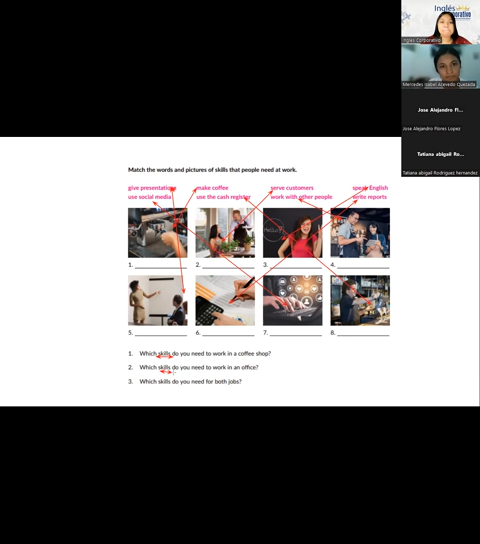 Inglés
corporativo
Inglés Corporativo
Mercedes Isabel Acevedo Quezada
Jose Alejandro Fl...
Jose Alejandro Flores Lopez
Tatiana abigail Ro...
Tatiana abigail Rodriguez hernandez
Match the words and pictures of skills that people need at work.
give presentations make coffee serve customers speak English
use social media use the cash register work with other people write reports
1. 2. 3. 4.
5. 6. 7. 8.
1. Which skills do you need to work in a coffee shop?
2. Which skills do you need to work in an office?
3. Which skills do you need for both jobs?